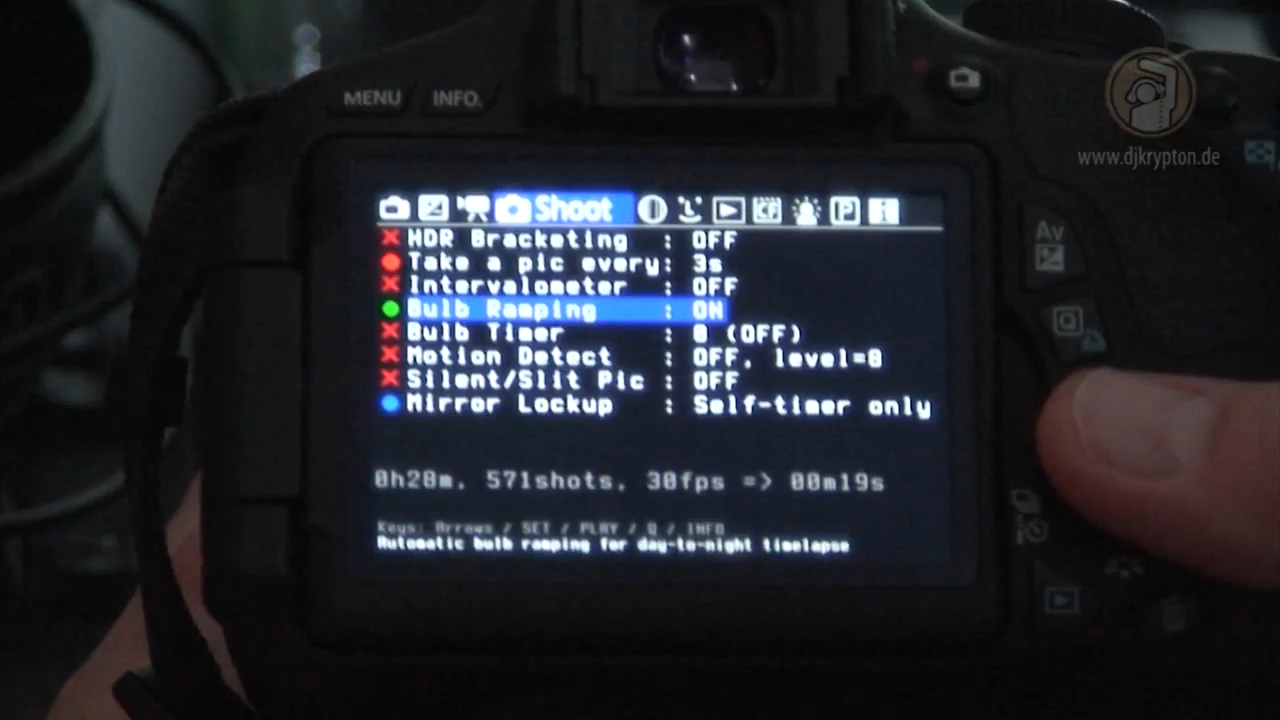 MENU INFO.
www.djkrypton.de
Shoot
HDR Bracketing : OFF
Take a pic every: 3s
Intervalometer : OFF
Bulb Ramping : ON
Bulb Timer : 0 (OFF)
Motion Detect : OFF, level=8
Silent/Slit Pic : OFF
Mirror Lockup : Self-timer only
0h28m, 571shots, 30fps => 00m19s
Keys: Arrows / SET / PLAY / Q / INFO
Automatic bulb ramping for day-to-night timelapse
Av
Q